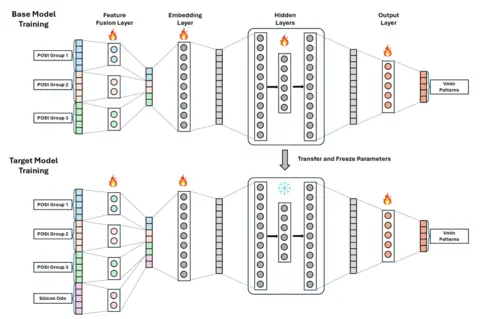 Base Model
Training
Feature
Fusion Layer
Embedding
Layer
Hidden
Layers
Output
Layer
POSt Group 1
POSt Group 2
POSt Group 3
Vmin
Patterns
Transfer and Freeze Parameters
Target Model
Training
POSt Group 1
POSt Group 2
POSt Group 3
Silicon Odo
Vmin
Patterns